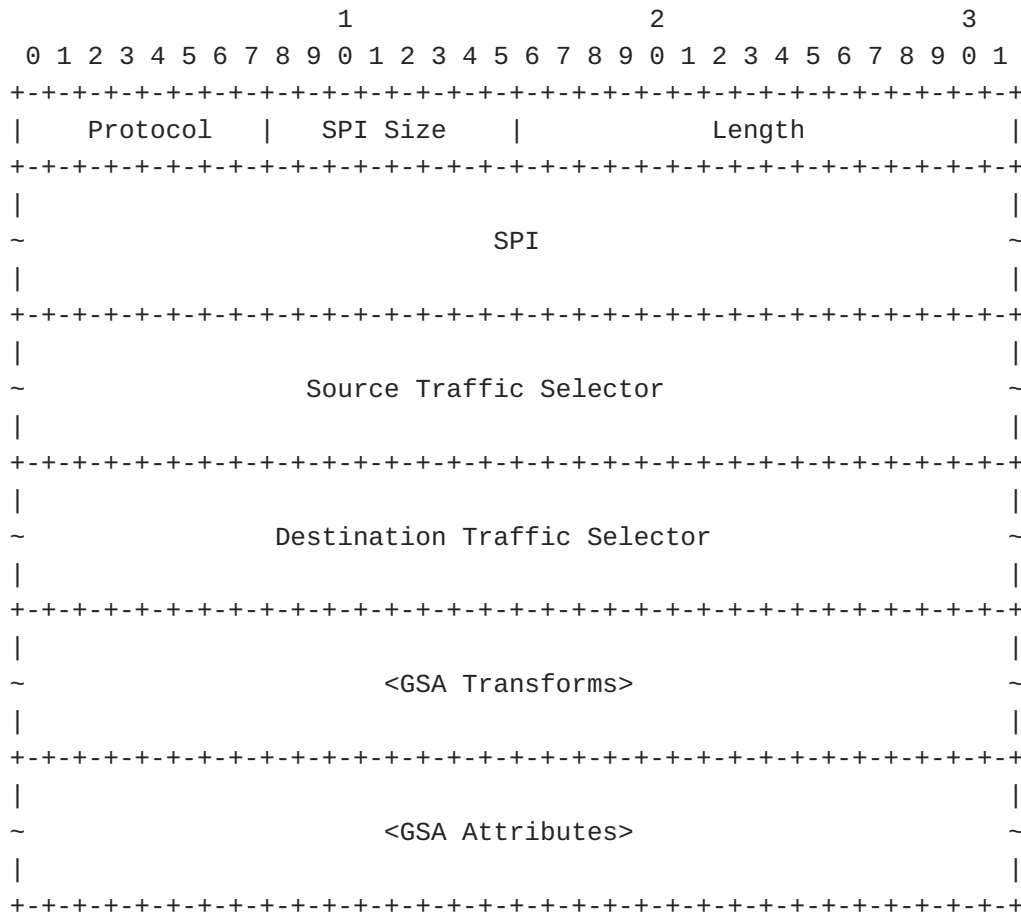 1                   2                   3
 0 1 2 3 4 5 6 7 8 9 0 1 2 3 4 5 6 7 8 9 0 1 2 3 4 5 6 7 8 9 0 1
+-+-+-+-+-+-+-+-+-+-+-+-+-+-+-+-+-+-+-+-+-+-+-+-+-+-+-+-+-+-+-+-+
|    Protocol   |   SPI Size    |            Length             |
+-+-+-+-+-+-+-+-+-+-+-+-+-+-+-+-+-+-+-+-+-+-+-+-+-+-+-+-+-+-+-+-+
|                                                               |
~                              SPI                              ~
|                                                               |
+-+-+-+-+-+-+-+-+-+-+-+-+-+-+-+-+-+-+-+-+-+-+-+-+-+-+-+-+-+-+-+-+
|                                                               |
~                  Source Traffic Selector                      ~
|                                                               |
+-+-+-+-+-+-+-+-+-+-+-+-+-+-+-+-+-+-+-+-+-+-+-+-+-+-+-+-+-+-+-+-+
|                                                               |
~                Destination Traffic Selector                   ~
|                                                               |
+-+-+-+-+-+-+-+-+-+-+-+-+-+-+-+-+-+-+-+-+-+-+-+-+-+-+-+-+-+-+-+-+
|                                                               |
~                       <GSA Transforms>                        ~
|                                                               |
+-+-+-+-+-+-+-+-+-+-+-+-+-+-+-+-+-+-+-+-+-+-+-+-+-+-+-+-+-+-+-+-+
|                                                               |
~                       <GSA Attributes>                        ~
|                                                               |
+-+-+-+-+-+-+-+-+-+-+-+-+-+-+-+-+-+-+-+-+-+-+-+-+-+-+-+-+-+-+-+-+